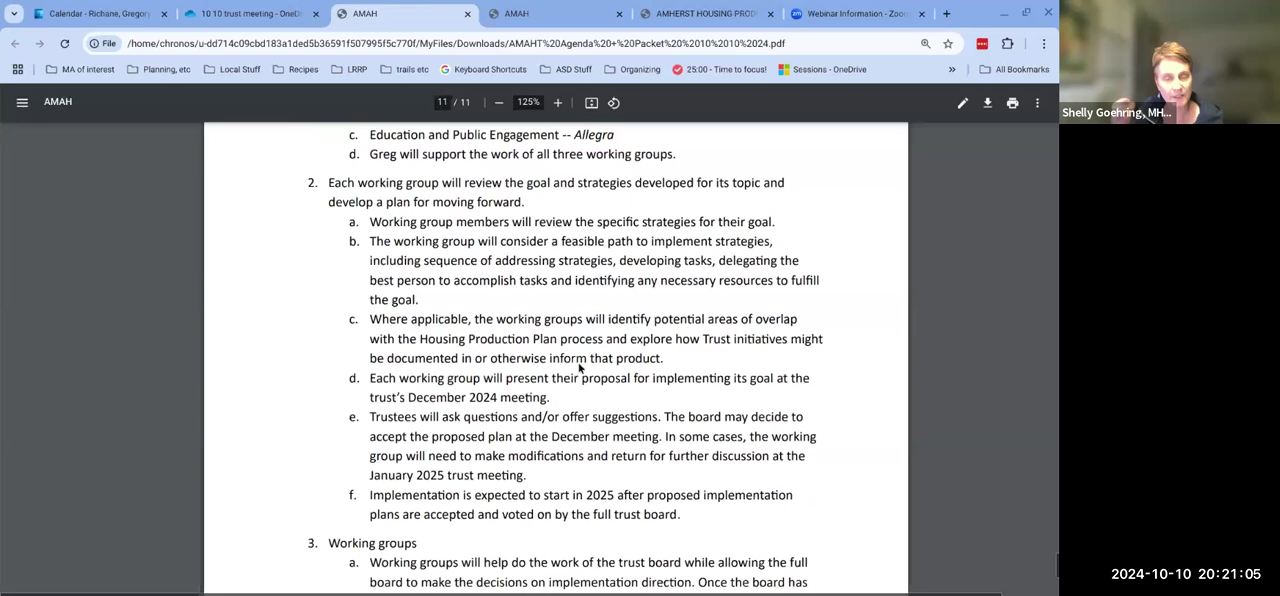 Calendar - Richane, Gregory
10 10 trust meeting - OneDr
AMAH
AMAH
AMHERST HOUSING PROD
Webinar Information - Zoom
File
/home/chronos/u-dd714c09cbd183a1ded5b36591f507995f5c770f/MyFiles/Downloads/AMAHT%20Agenda%20+%20Packet%20%2010%2010%2024.pdf
MA of interest
Planning, etc
Local Stuff
Recipes
LRRP
trails etc
Keyboard Shortcuts
ASD Stuff
Organizing
25:00 - Time to focus!
Sessions - OneDrive
»
All Bookmarks
AMAH
11 / 11
125%
c. Education and Public Engagement -- Allegra
d. Greg will support the work of all three working groups.
2. Each working group will review the goal and strategies developed for its topic and
develop a plan for moving forward.
a. Working group members will review the specific strategies for their goal.
b. The working group will consider a feasible path to implement strategies,
including sequence of addressing strategies, developing tasks, delegating the
best person to accomplish tasks and identifying any necessary resources to fulfill
the goal.
c. Where applicable, the working groups will identify potential areas of overlap
with the Housing Production Plan process and explore how Trust initiatives might
be documented in or otherwise inform that product.
d. Each working group will present their proposal for implementing its goal at the
trust's December 2024 meeting.
e. Trustees will ask questions and/or offer suggestions. The board may decide to
accept the proposed plan at the December meeting. In some cases, the working
group will need to make modifications and return for further discussion at the
January 2025 trust meeting.
f. Implementation is expected to start in 2025 after proposed implementation
plans are accepted and voted on by the full trust board.
3. Working groups
a. Working groups will help do the work of the trust board while allowing the full
board to make the decisions on implementation direction. Once the board has
Shelly Goehring, MH...
2024-10-10 20:21:05